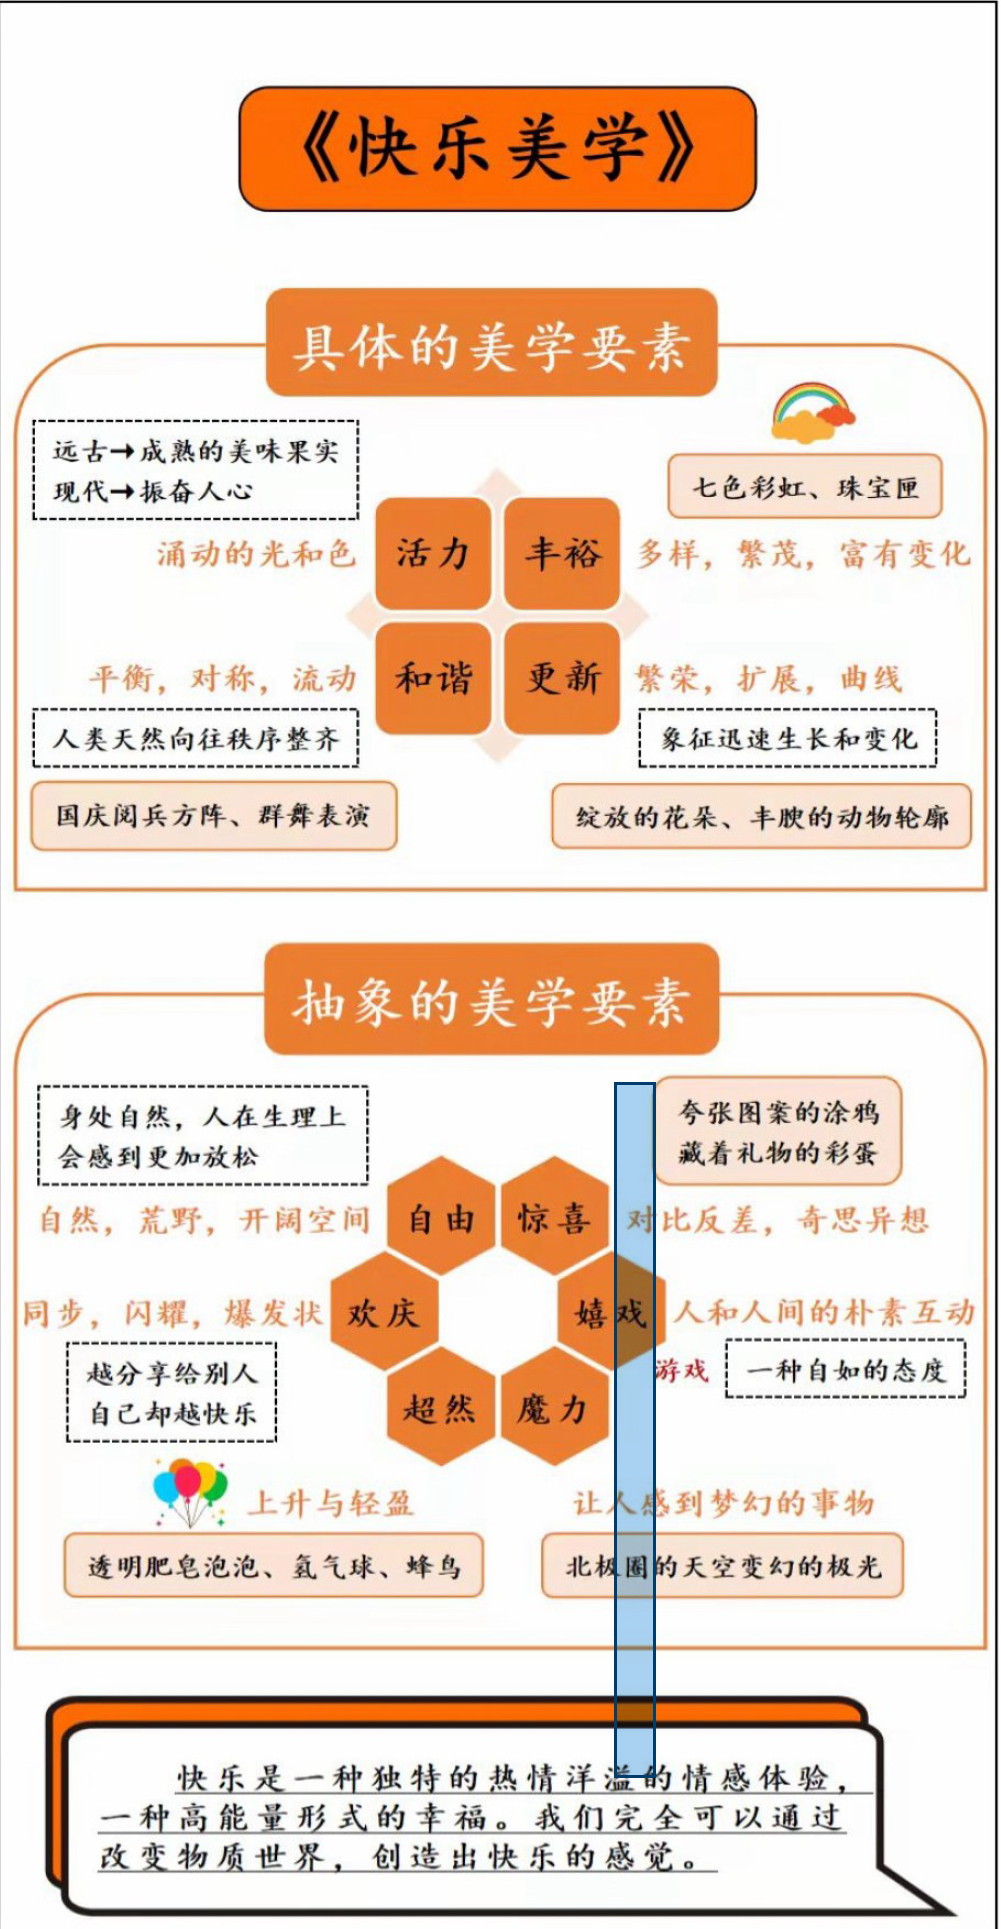 《快乐美学》
具体的美学要素
远古→成熟的美味果实
现代→振奋人心
七色彩虹、珠宝匣
涌动的光和色
活力
丰裕
多样，繁茂，富有变化
平衡，对称，流动
和谐
更新
繁荣，扩展，曲线
人类天然向往秩序整齐
象征迅速生长和变化
国庆阅兵方阵、群舞表演
绽放的花朵、丰腴的动物轮廓
抽象的美学要素
身处自然，人在生理上
会感到更加放松
夸张图案的涂鸦
藏着礼物的彩蛋
自然，荒野，开阔空间
自由
惊喜
对比反差，奇思异想
同步，闪耀，爆发状
欢庆
嬉戏
人和人间的朴素互动
越分享给别人
自己却越快乐
游戏
一种自如的态度
超然
魔力
上升与轻盈
让人感到梦幻的事物
透明肥皂泡泡、氢气球、蜂鸟
北极圈的天空变幻的极光
快乐是一种独特的热情洋溢的情感体验，
一种高能量形式的幸福。我们完全可以通过
改变物质世界，创造出快乐的感觉。